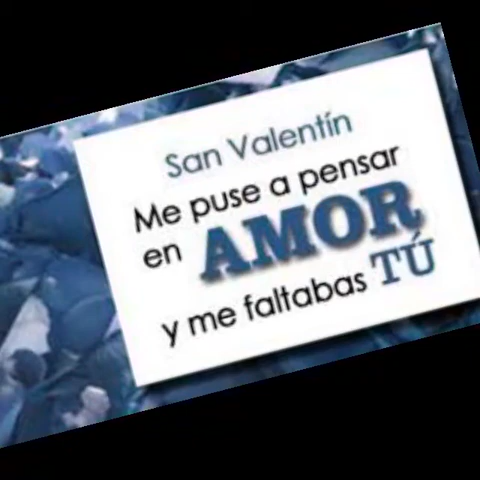 San Valentín
Me puse a pensar
en AMOR
y me faltabas TÚ